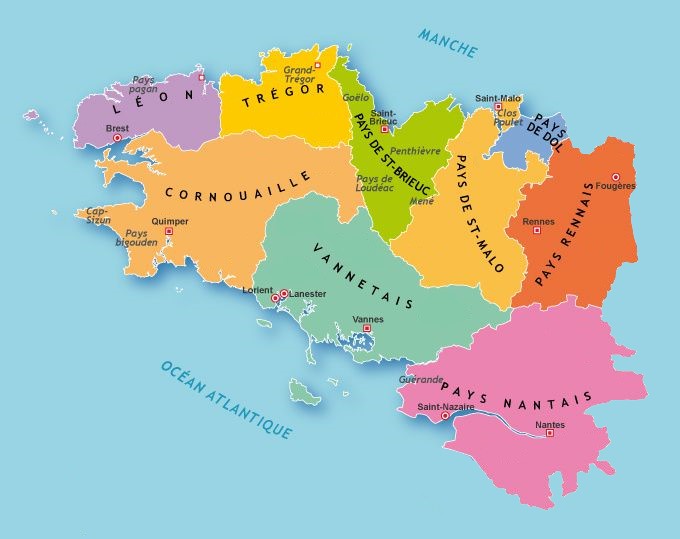 MANCHE
Pays
pagan
LÉON
Brest
Grand-
Trégor
TRÉGOR
Goëlo
Saint-
Brieuc
PAYS DE ST-BRIEUC
Penthièvre
Pays de
Loudéac
Mené
Saint-Malo
Clos
Poulet
PAYS
DE DOL
PAYS DE ST-MALO
Fougères
Rennes
PAYS RENNAIS
CORNOUAILLE
Cap-
Sizun
Quimper
Pays
bigouden
VANNETAIS
Lorient
Lanester
Vannes
OCÉAN ATLANTIQUE
Guérande
PAYS NANTAIS
Saint-Nazaire
Nantes